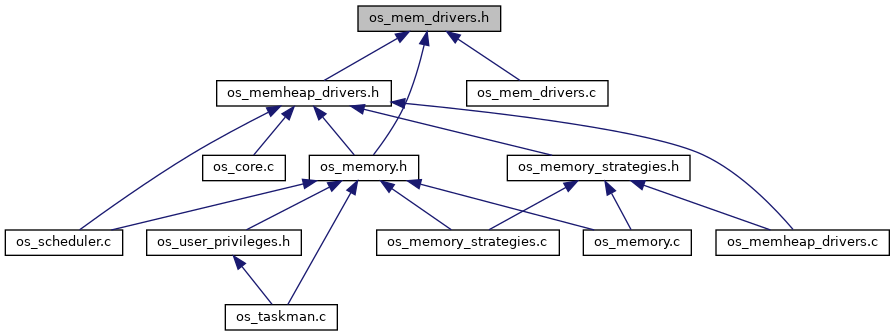 os_mem_drivers.h
os_memheap_drivers.h
os_mem_drivers.c
os_core.c
os_memory.h
os_memory_strategies.h
os_scheduler.c
os_user_privileges.h
os_memory_strategies.c
os_memory.c
os_memheap_drivers.c
os_taskman.c